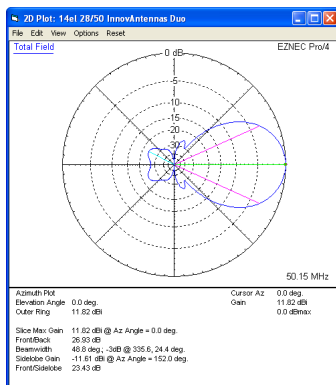 2D Plot: 14el 28/50 InnovAntennas Duo
File Edit View Options Reset
Total Field
EZNEC Pro/4
0 dB
-5
-10
-15
-20
-30
50.15 MHz
Azimuth Plot
Cursor Az 0.0 deg.
Elevation Angle 0.0 deg.
Gain 11.82 dBi
Outer Ring 11.82 dBi
0.0 dBmax
Slice Max Gain 11.82 dBi @ Az Angle = 0.0 deg.
Front/Back 26.93 dB
Beamwidth 48.8 deg.; -3dB @ 335.6, 24.4 deg.
Sidelobe Gain -11.61 dBi @ Az Angle = 152.0 deg.
Front/Sidelobe 23.43 dB